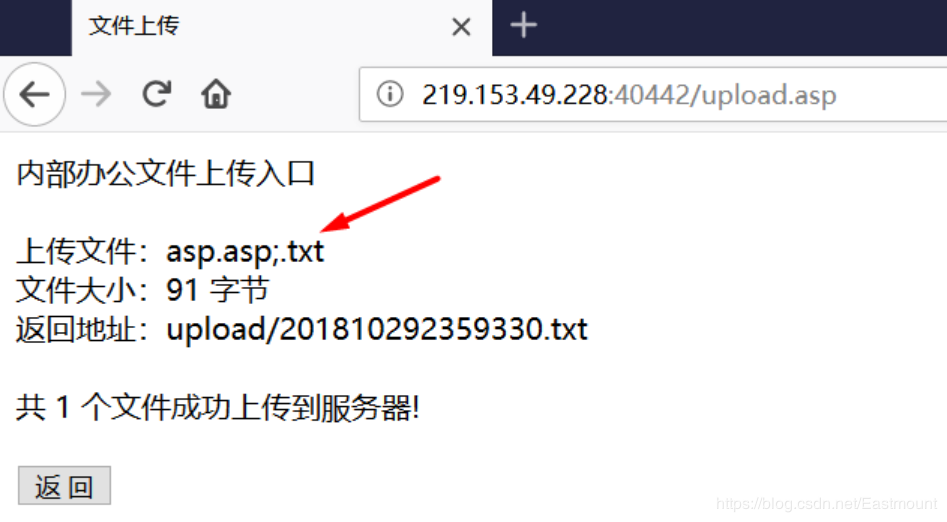 文件上传
219.153.49.228:40442/upload.asp
内部办公文件上传入口
上传文件：asp.asp;.txt
文件大小：91 字节
返回地址：upload/201810292359330.txt
共 1 个文件成功上传到服务器!
返 回
https://blog.csdn.net/Eastmount